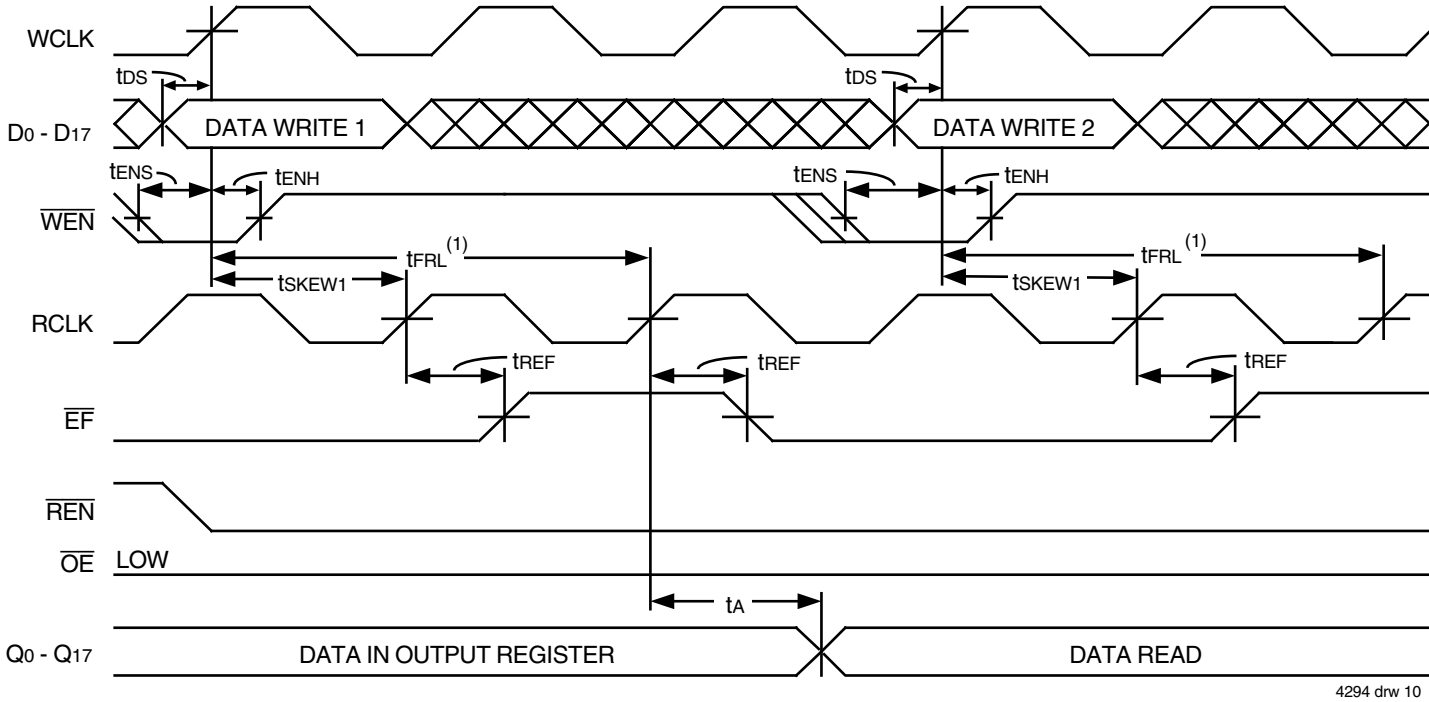 WCLK
tDS tDS
D0 - D17 DATA WRITE 1 DATA WRITE 2
tENS tENH tENS tENH
WEN
tFRL (1) tFRL (1)
tSKEW1 tSKEW1
RCLK
tREF tREF tREF
EF
REN
OE LOW
tA
Q0 - Q17 DATA IN OUTPUT REGISTER DATA READ
4294 drw 10